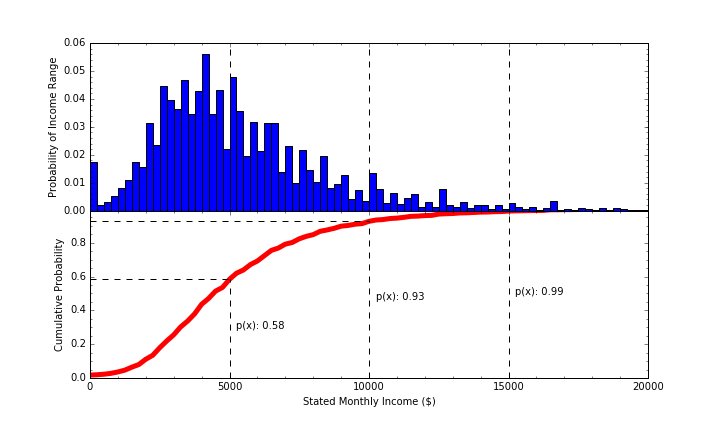 0.06
0.05
0.04
0.03
0.02
0.01
0.00
Probability of Income Range
0.8
0.6
0.4
0.2
0.0
Cumulative Probability
p(x): 0.58
p(x): 0.93
p(x): 0.99
0 5000 10000 15000 20000
Stated Monthly Income ($)